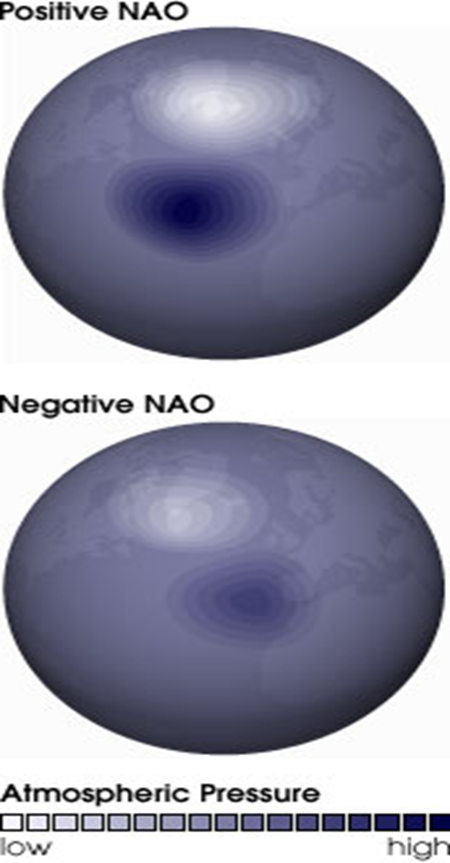 Positive NAO
Negative NAO
Atmospheric Pressure
low high